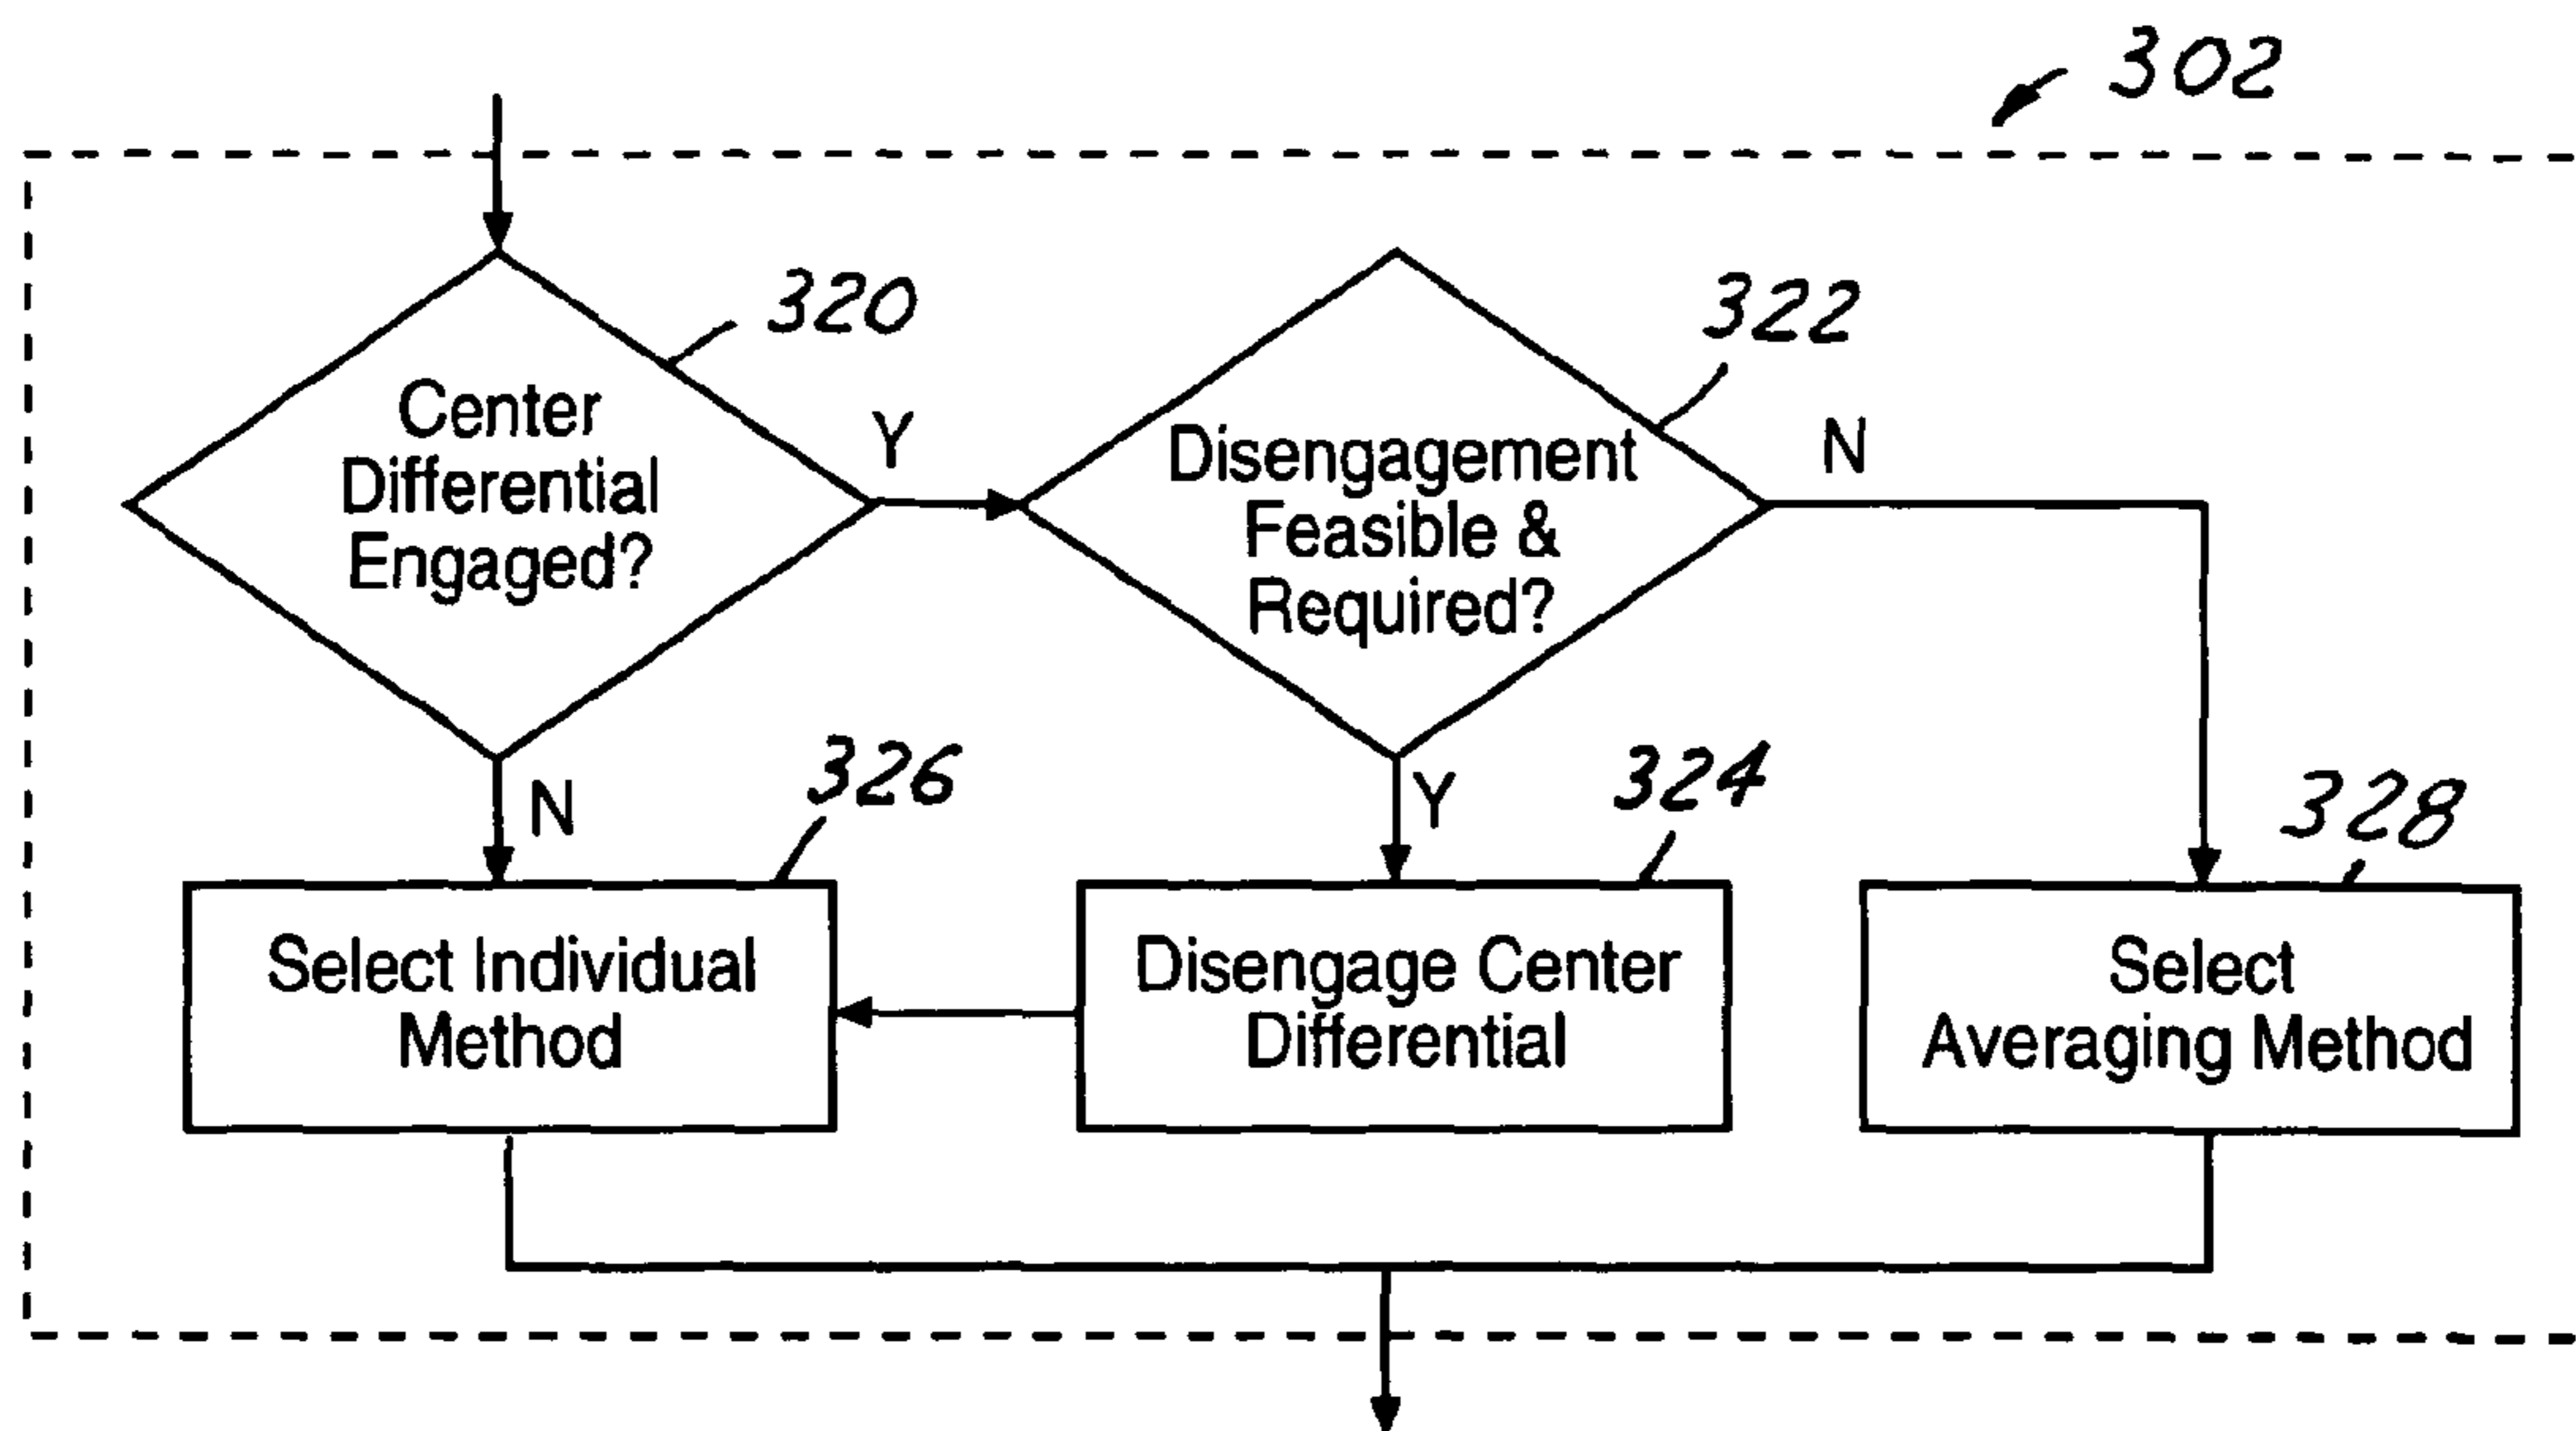 302
320
Center
Differential
Engaged?
Y
322
Disengagement
Feasible &
Required?
N
N
326
Y
324
328
Select Individual
Method
Disengage Center
Differential
Select
Averaging Method